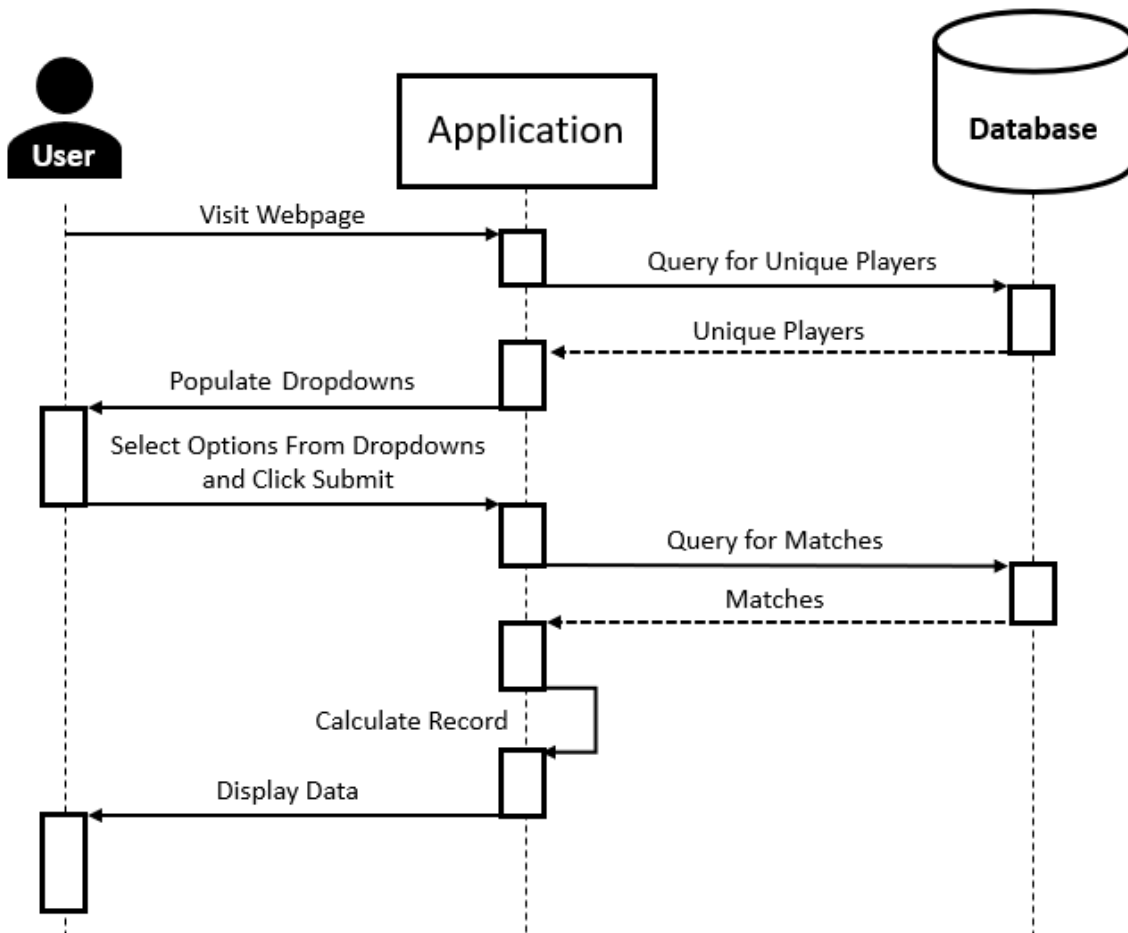 User
Application
Database
Visit Webpage
Query for Unique Players
Unique Players
Populate Dropdowns
Select Options From Dropdowns
and Click Submit
Query for Matches
Matches
Calculate Record
Display Data